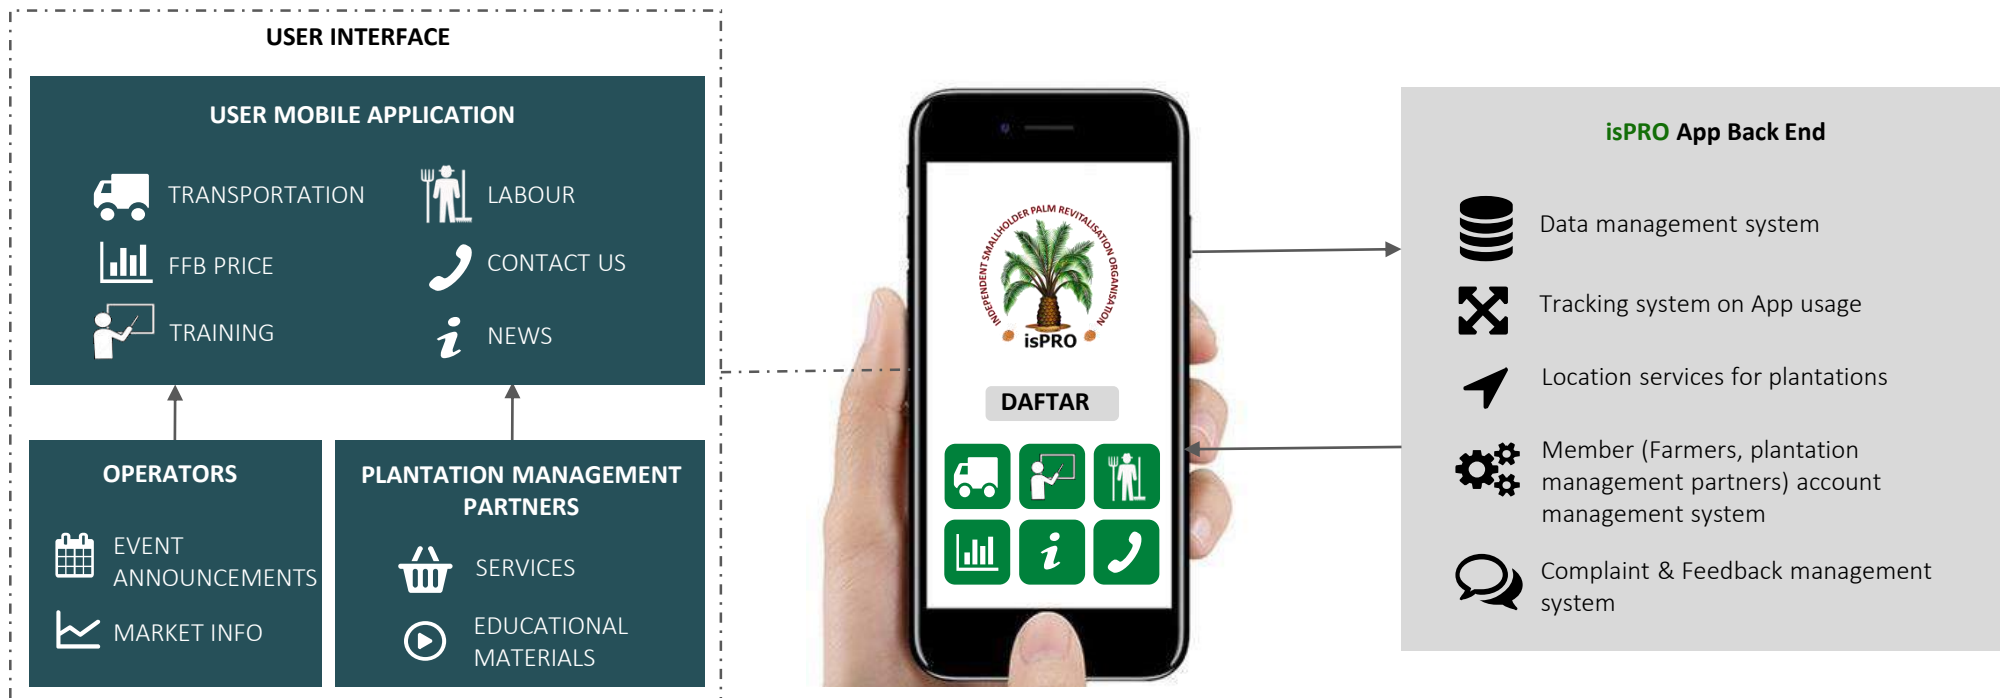 USER INTERFACE
USER MOBILE APPLICATION
TRANSPORTATION
LABOUR
FFB PRICE
CONTACT US
TRAINING
NEWS
OPERATORS
EVENT
ANNOUNCEMENTS
MARKET INFO
PLANTATION MANAGEMENT
PARTNERS
SERVICES
EDUCATIONAL
MATERIALS
INDEPENDENT SMALLHOLDER PALM REVITALISATION ORGANISATION
isPRO
DAFTAR
isPRO App Back End
Data management system
Tracking system on App usage
Location services for plantations
Member (Farmers, plantation
management partners) account
management system
Complaint & Feedback management
system